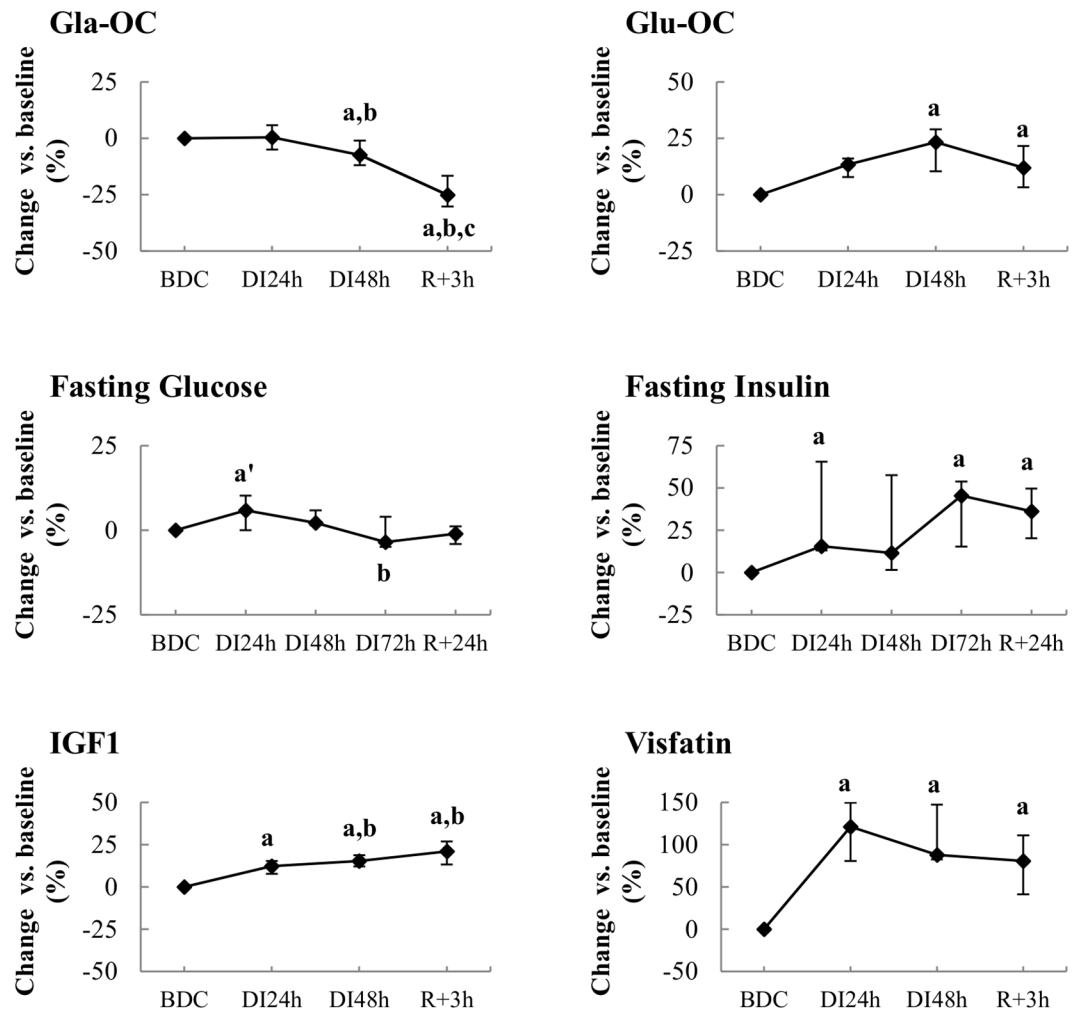 Gla-OC
Change vs. baseline
(%)
25
0
-25
-50
a,b
a,b,c
BDC DI24h DI48h R+3h
Glu-OC
Change vs. baseline
(%)
50
25
0
-25
a
a
BDC DI24h DI48h R+3h
Fasting Glucose
Change vs. baseline
(%)
25
0
-25
a'
b
BDC DI24h DI48h DI72h R+24h
Fasting Insulin
Change vs. baseline
(%)
75
50
25
0
-25
a
a
a
BDC DI24h DI48h DI72h R+24h
IGF1
Change vs. baseline
(%)
50
25
0
-25
-50
a
a,b
a,b
BDC DI24h DI48h R+3h
Visfatin
Change vs. baseline
(%)
150
100
50
0
-50
a
a
a
BDC DI24h DI48h R+3h